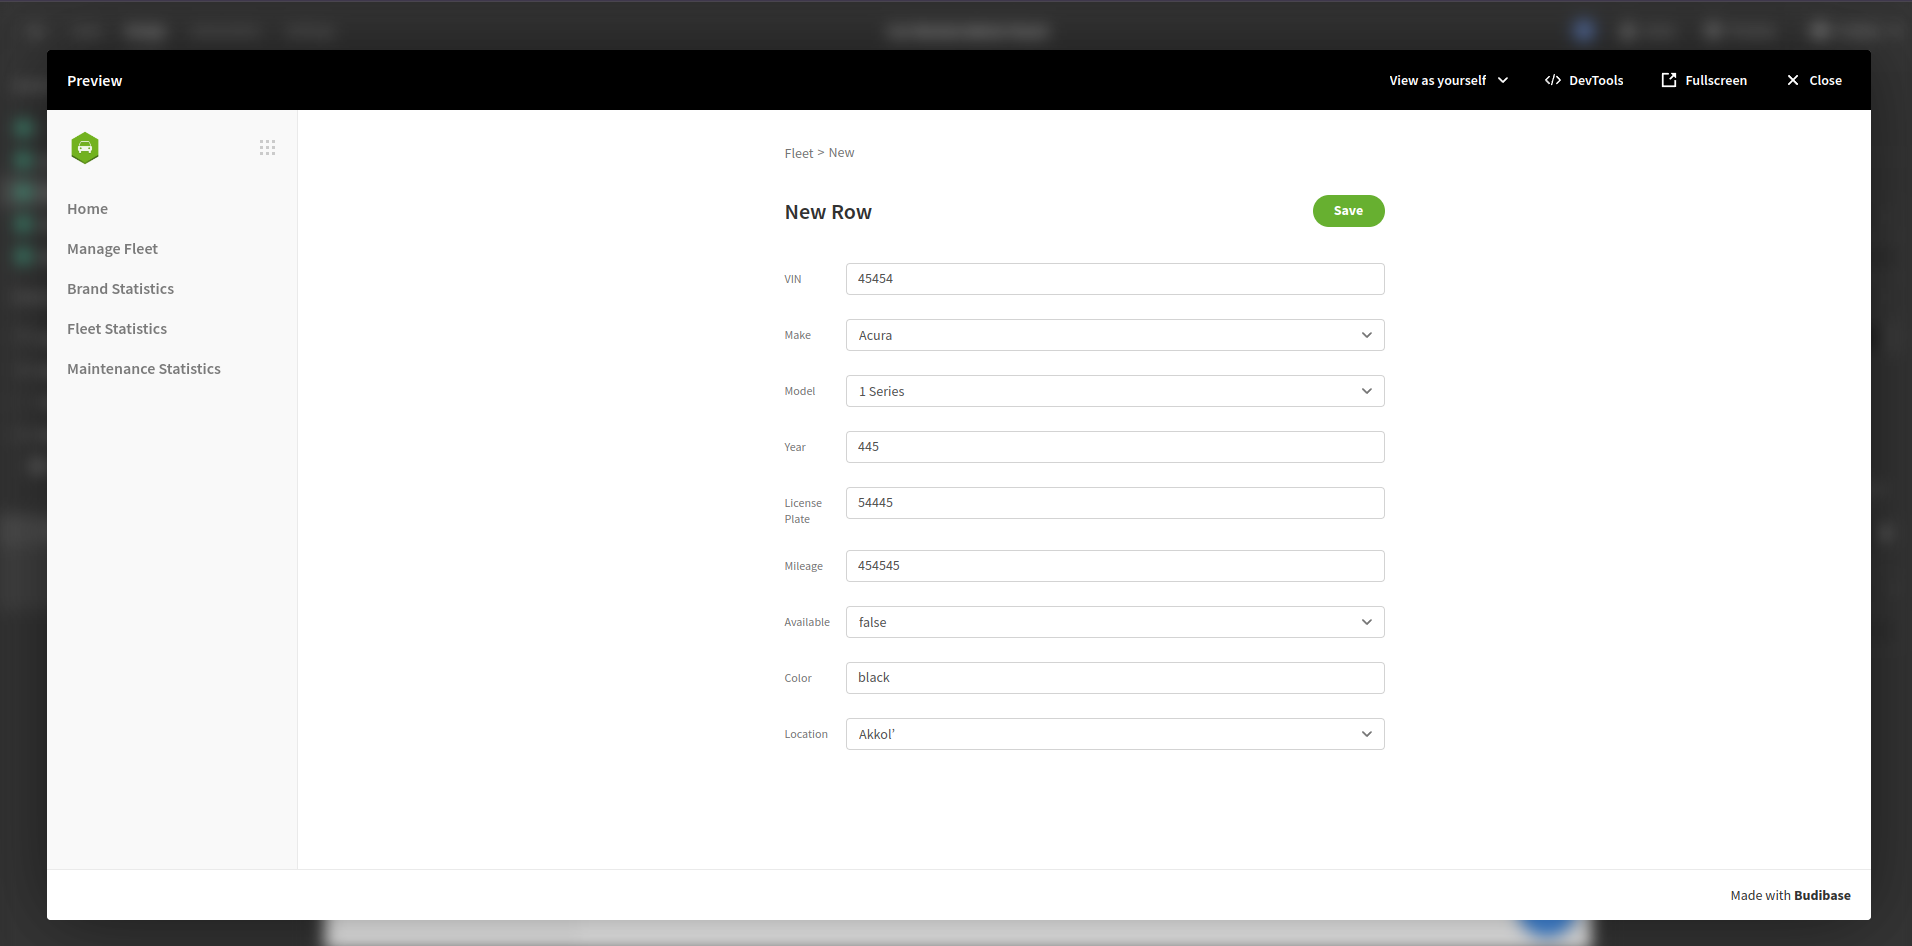 Preview
View as yourself
</> DevTools
Fullscreen
Close
Home
Manage Fleet
Brand Statistics
Fleet Statistics
Maintenance Statistics
Fleet > New
New Row
Save
VIN
45454
Make
Acura
Model
1 Series
Year
445
License
Plate
54445
Mileage
454545
Available
false
Color
black
Location
Akkol’
Made with Budibase